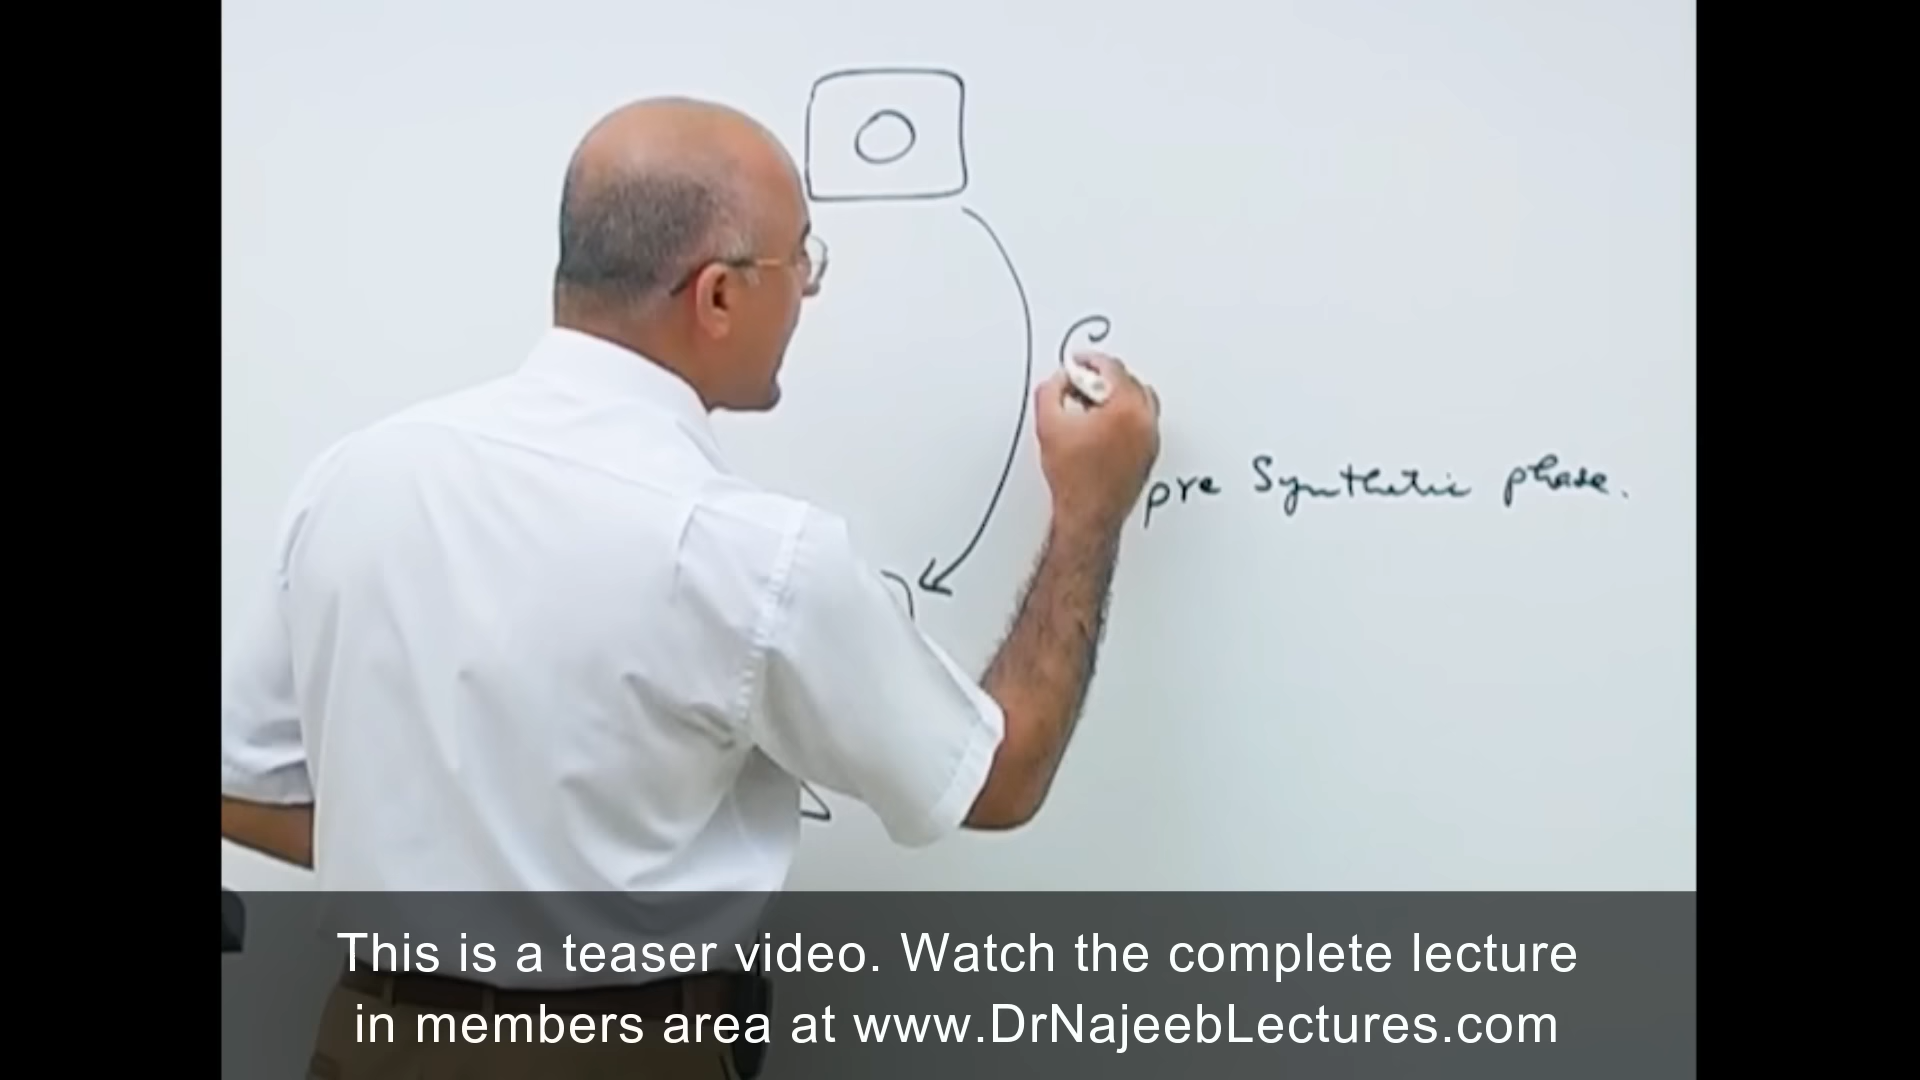 pre Synthetic phase.
This is a teaser video. Watch the complete lecture
in members area at www.DrNajeebLectures.com